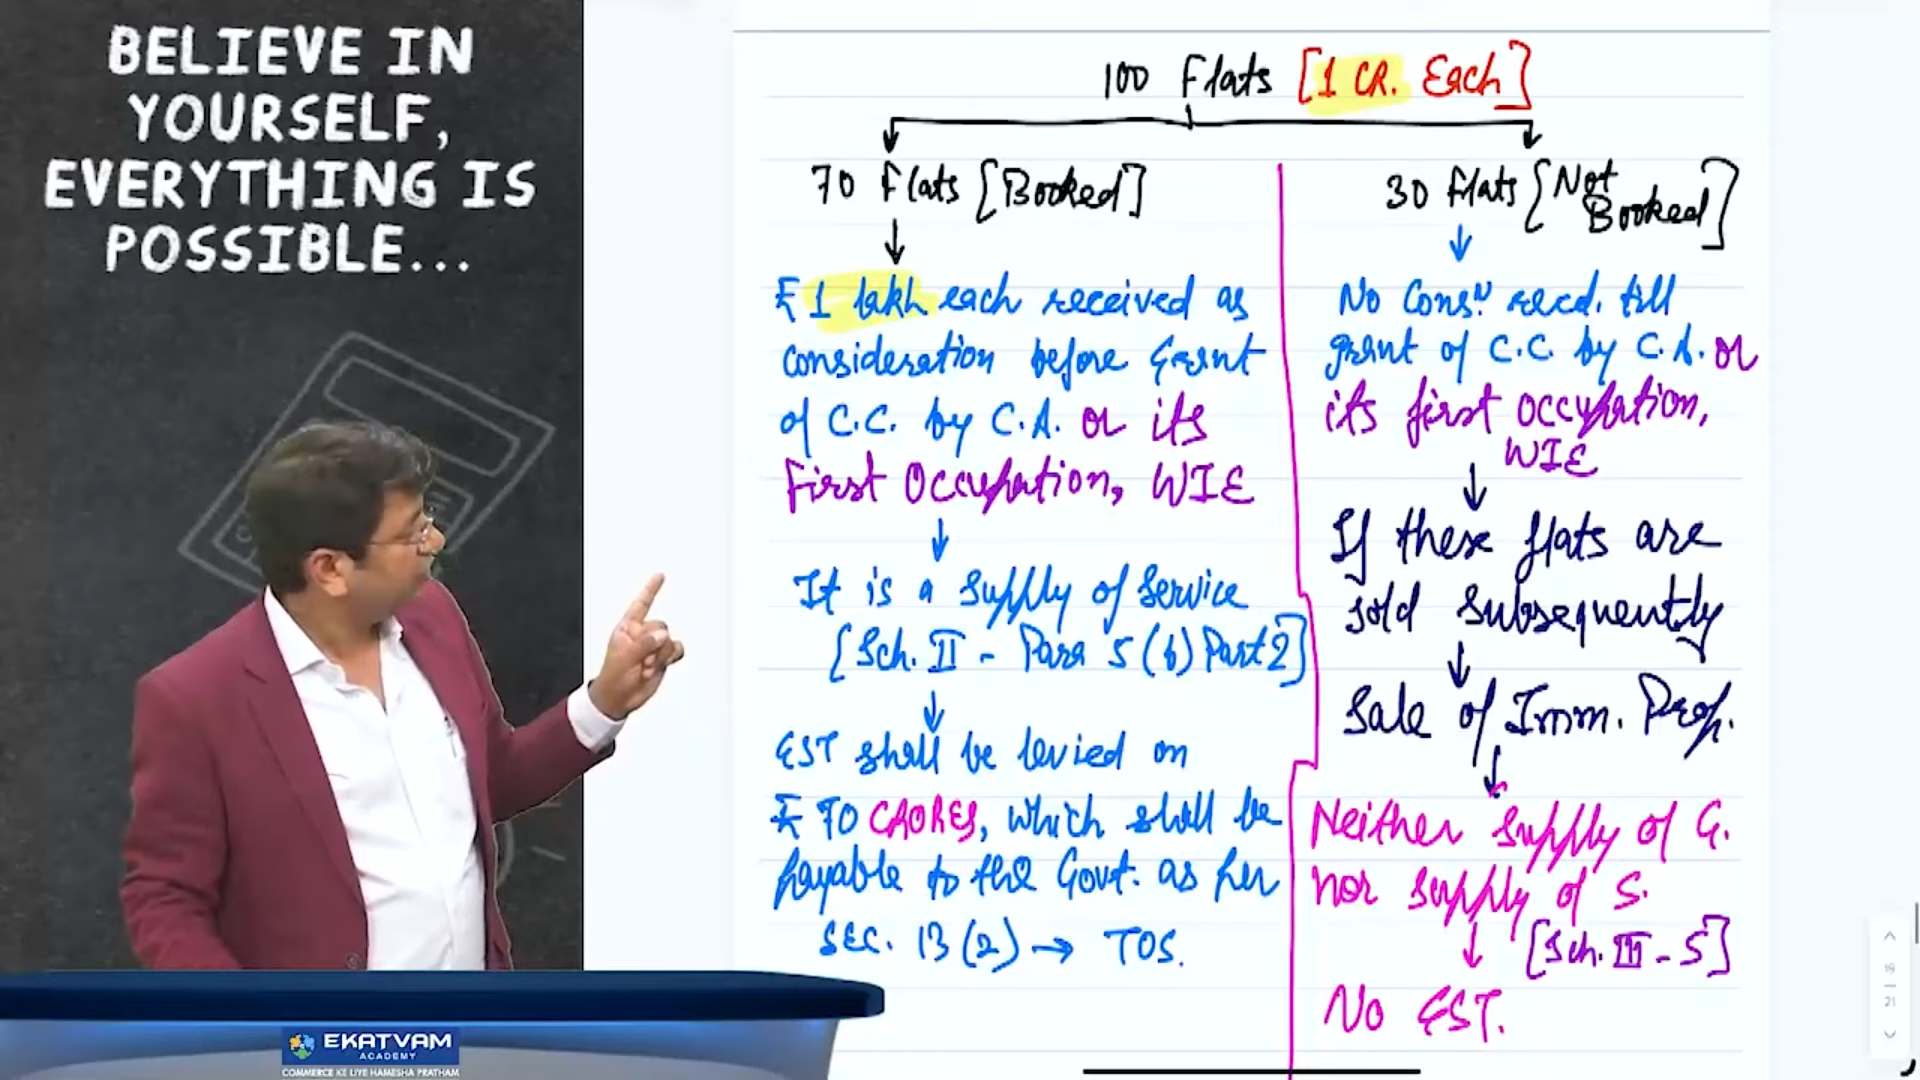 BELIEVE IN
YOURSELF,
EVERYTHING IS
POSSIBLE...
100 Flats [1 CR. Each]
70 Flats [Booked]
₹ 1 lakh each received as
consideration before Grant
of C.C. by C.A. or its
First Occupation, WIE
It is a supply of service
[Sch. II - Para 5 (b) Part 2]
GST shall be levied on
₹ 70 CRORES, which shall be
payable to the Govt. as per
SEC. 13 (2) → TOS.
30 Flats [Not
Booked]
No Consn. recd. till
grant of C.C. by C.A. or
its first occupation,
WIE
If these flats are
sold subsequently
Sale of Imm. Prop.
Neither supply of G.
nor supply of S.
[Sch. III - 5]
No GST.
EKATVAM
ACADEMY
COMMERCE KE LIYE HAMESHA PRATHAM
19
21